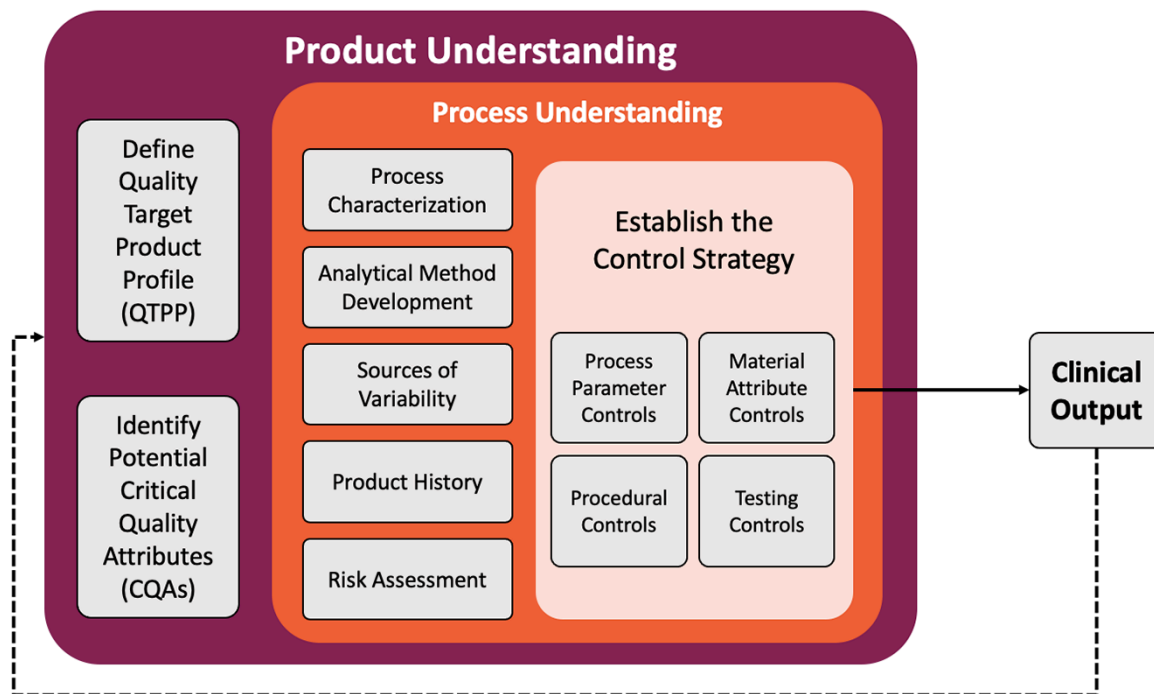 Product Understanding
Define
Quality
Target
Product
Profile
(QTPP)
Identify
Potential
Critical
Quality
Attributes
(CQAs)
Process Understanding
Process
Characterization
Analytical Method
Development
Sources of
Variability
Product History
Risk Assessment
Establish the
Control Strategy
Process
Parameter
Controls
Material
Attribute
Controls
Procedural
Controls
Testing
Controls
Clinical
Output